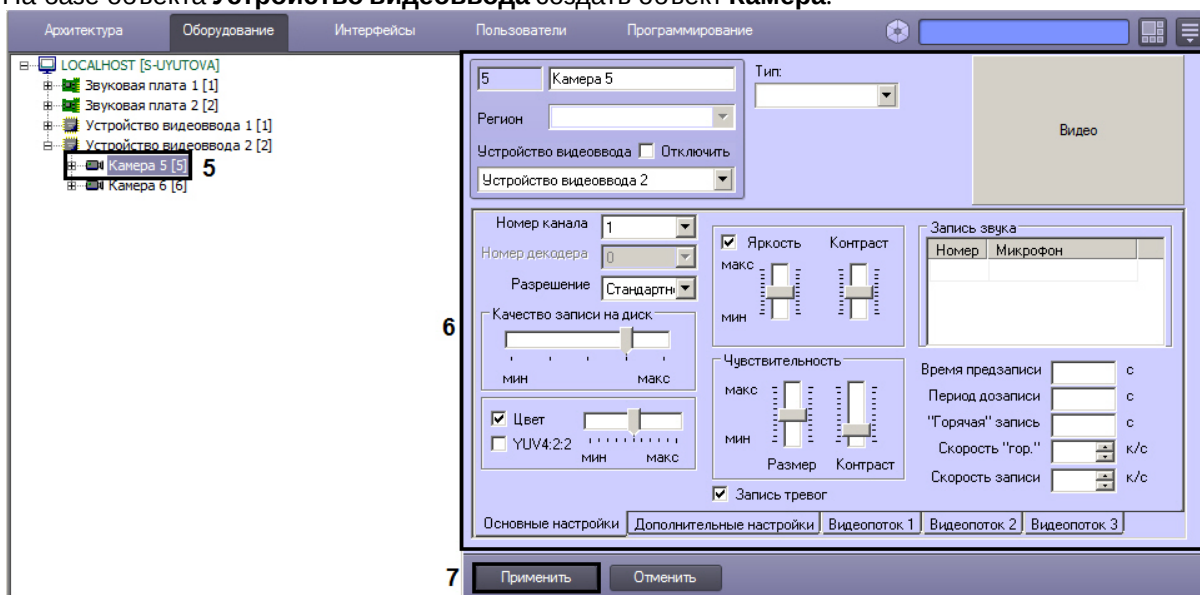 На базе объекта Устройство видеоввода создать объект Камера.
Архитектура Оборудование Интерфейсы Пользователи Программирование
LOCALHOST [S-UYUTOVA]
Звуковая плата 1 [1]
Звуковая плата 2 [2]
Устройство видеоввода 1 [1]
Устройство видеоввода 2 [2]
Камера 5 [5]
5
Камера 6 [6]
5 Камера 5
Регион
Устройство видеоввода Отключить
Устройство видеоввода 2
Тип:
Видео
6
Номер канала 1
Номер декодера 0
Разрешение Стандартн
Качество записи на диск
мин макс
Цвет
YUV4:2:2
мин макс
Яркость Контраст
макс
мин
Чувствительность
макс
мин
Размер Контраст
Запись тревог
Запись звука
Номер Микрофон
Время предзаписи с
Период дозаписи с
"Горячая" запись с
Скорость "гор." к/с
Скорость записи к/с
Основные настройки Дополнительные настройки Видеопоток 1 Видеопоток 2 Видеопоток 3
7 Применить Отменить